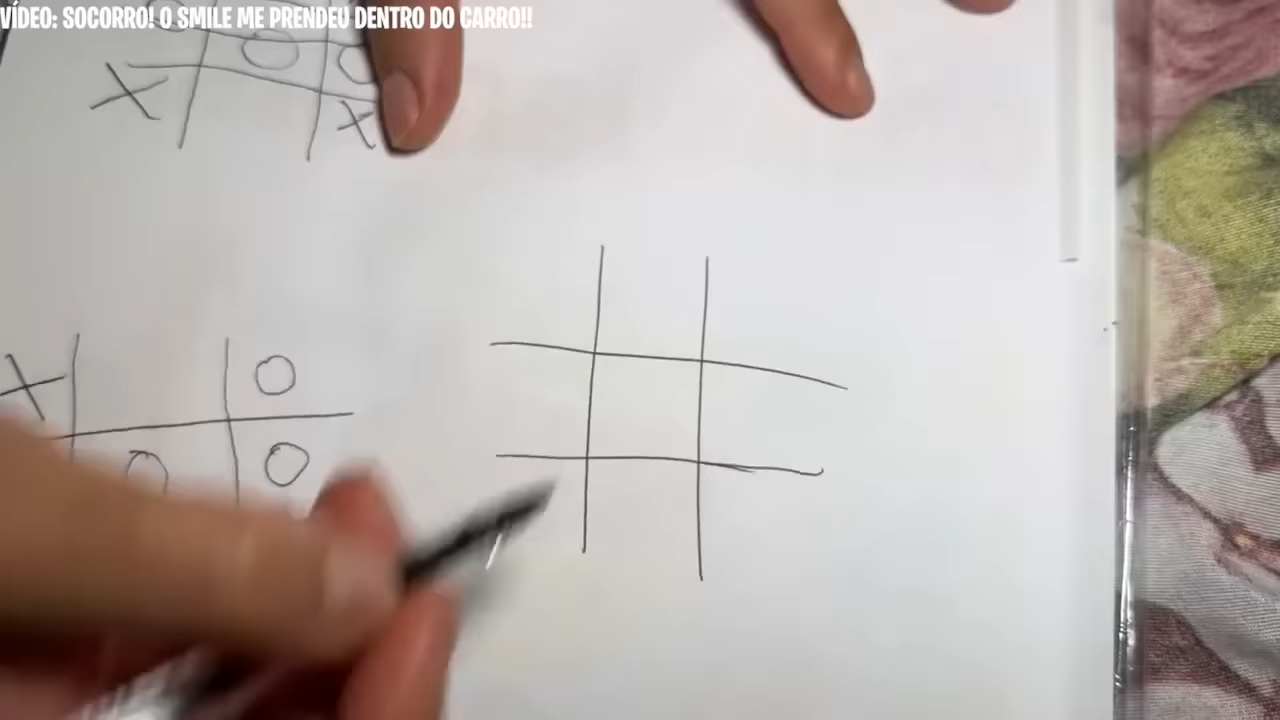 VÍDEO: SOCORRO! O SMILE ME PRENDEU DENTRO DO CARRO!!
O
O O
X X
X O
O O